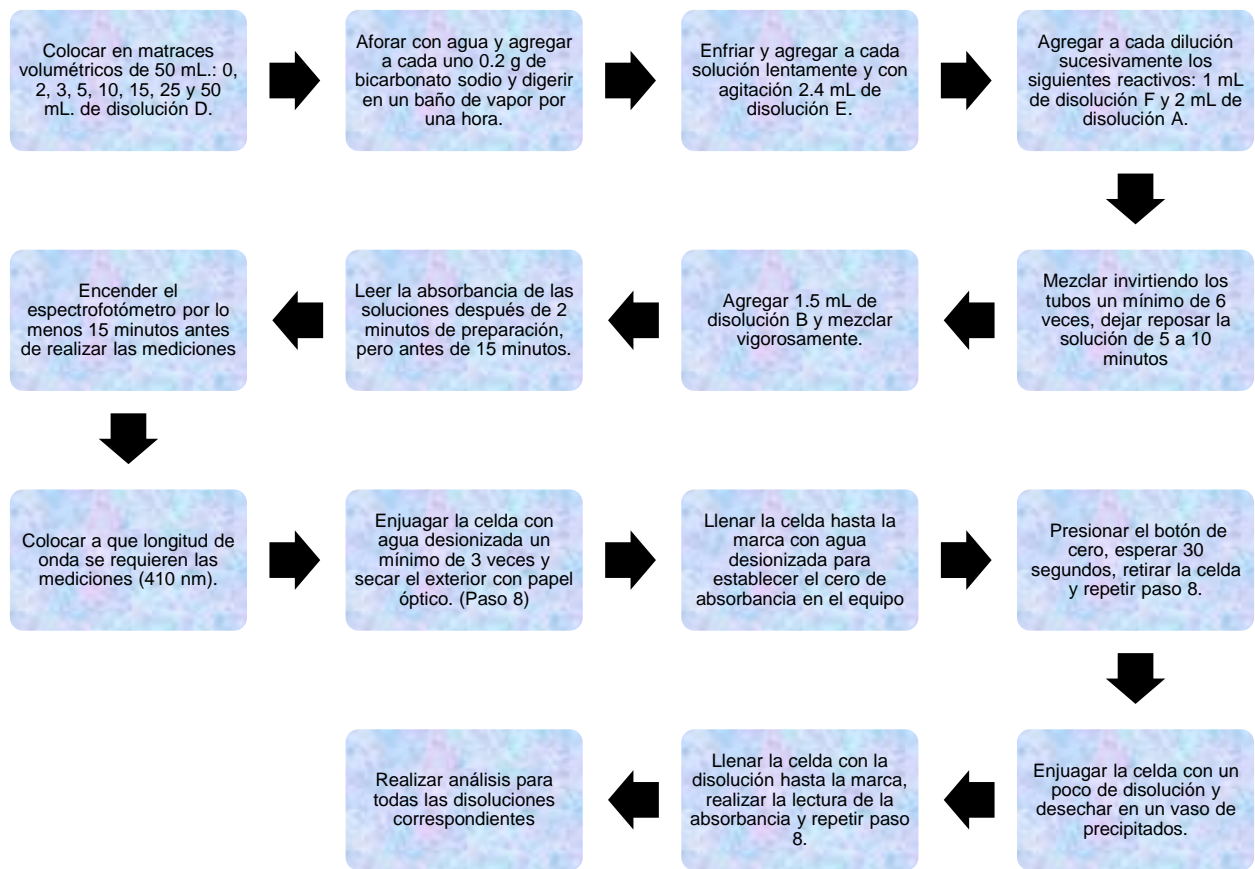 Colocar en matraces
volumétricos de 50 mL.: 0,
2, 3, 5, 10, 15, 25 y 50
mL. de disolución D.
Aforar con agua y agregar
a cada uno 0.2 g de
bicarbonato sodio y digerir
en un baño de vapor por
una hora.
Enfriar y agregar a cada
solución lentamente y con
agitación 2.4 mL de
disolución E.
Agregar a cada dilución
sucesivamente los
siguientes reactivos: 1 mL
de disolución F y 2 mL de
disolución A.
Mezclar invirtiendo los
tubos un mínimo de 6
veces, dejar reposar la
solución de 5 a 10
minutos
Agregar 1.5 mL de
disolución B y mezclar
vigorosamente.
Leer la absorbancia de las
soluciones después de 2
minutos de preparación,
pero antes de 15 minutos.
Encender el
espectrofotómetro por lo
menos 15 minutos antes
de realizar las mediciones
Colocar a que longitud de
onda se requieren las
mediciones (410 nm).
Enjuagar la celda con
agua desionizada un
mínimo de 3 veces y
secar el exterior con papel
óptico. (Paso 8)
Llenar la celda hasta la
marca con agua
desionizada para
establecer el cero de
absorbancia en el equipo
Presionar el botón de
cero, esperar 30
segundos, retirar la celda
y repetir paso 8.
Enjuagar la celda con un
poco de disolución y
desechar en un vaso de
precipitados.
Llenar la celda con la
disolución hasta la marca,
realizar la lectura de la
absorbancia y repetir paso
8.
Realizar análisis para
todas las disoluciones
correspondientes